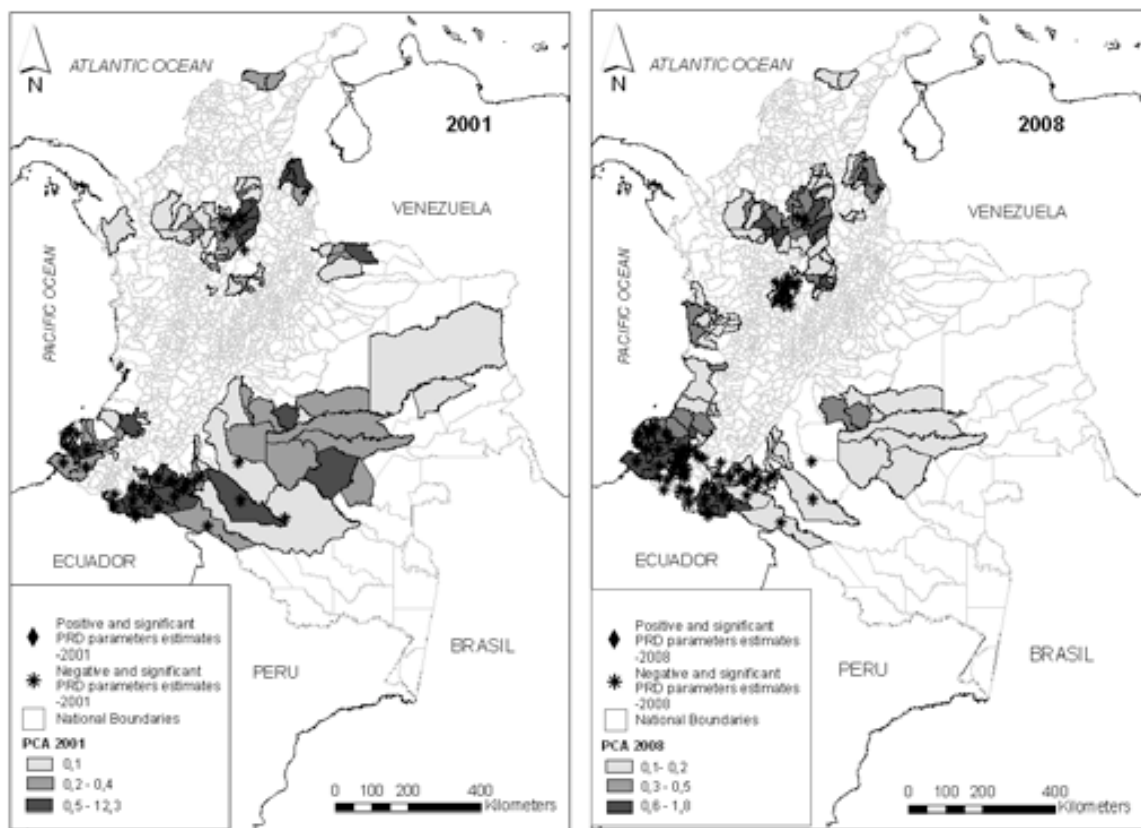 ATLANTIC OCEAN
N
2001
VENEZUELA
PACIFIC OCEAN
ECUADOR
PERU
BRASIL
Positive and significant
PRD parameters estimates
-2001
Negative and significant
PRD parameters estimates
-2001
National Boundaries
PCA 2001
0,1
0,2 - 0,4
0,5 - 12,3
0 100 200 400
Kilometers
ATLANTIC OCEAN
N
2008
VENEZUELA
PACIFIC OCEAN
ECUADOR
PERU
BRASIL
Positive and significant
PRD parameters estimates
-2008
Negative and significant
PRD parameters estimates
-2008
National Boundaries
PCA 2008
0,1- 0,2
0,3 - 0,5
0,6 - 1,8
0 100 200 400
Kilometers